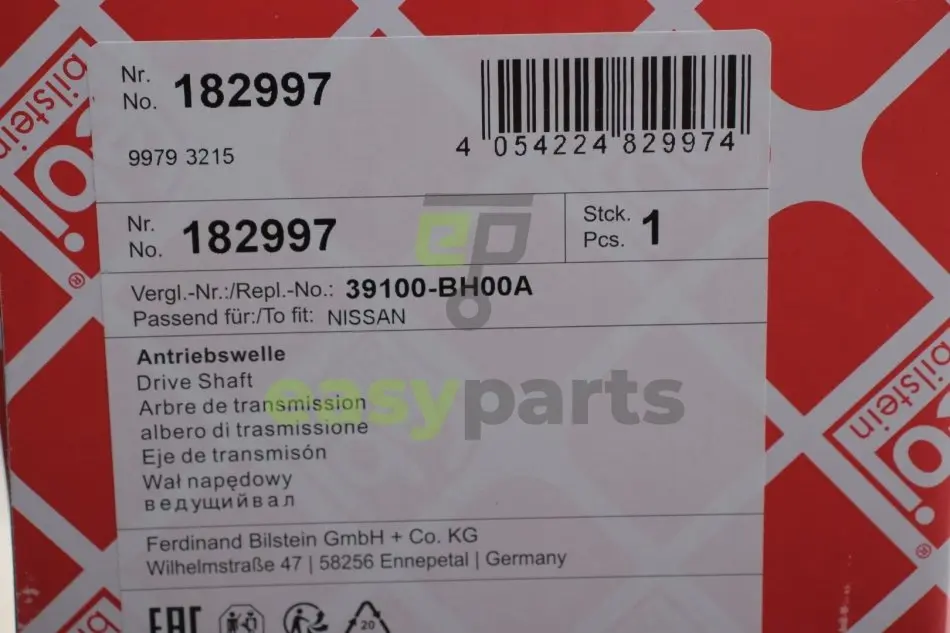 Nr.
No. 182997
4 054224 829974
9979 3215
Nr.
No. 182997
Stck.
Pcs. 1
Vergl.-Nr.:/Repl.-No.: 39100-BH00A
Passend für:/To fit: NISSAN
Antriebswelle
Drive Shaft
Arbre de transmission
albero di trasmissione
Eje de transmisón
Wał napędowy
ведущийвал
easyparts
Ferdinand Bilstein GmbH + Co. KG
Wilhelmstraße 47 | 58256 Ennepetal | Germany
EAC
20
bilstein
®
bilstein
®